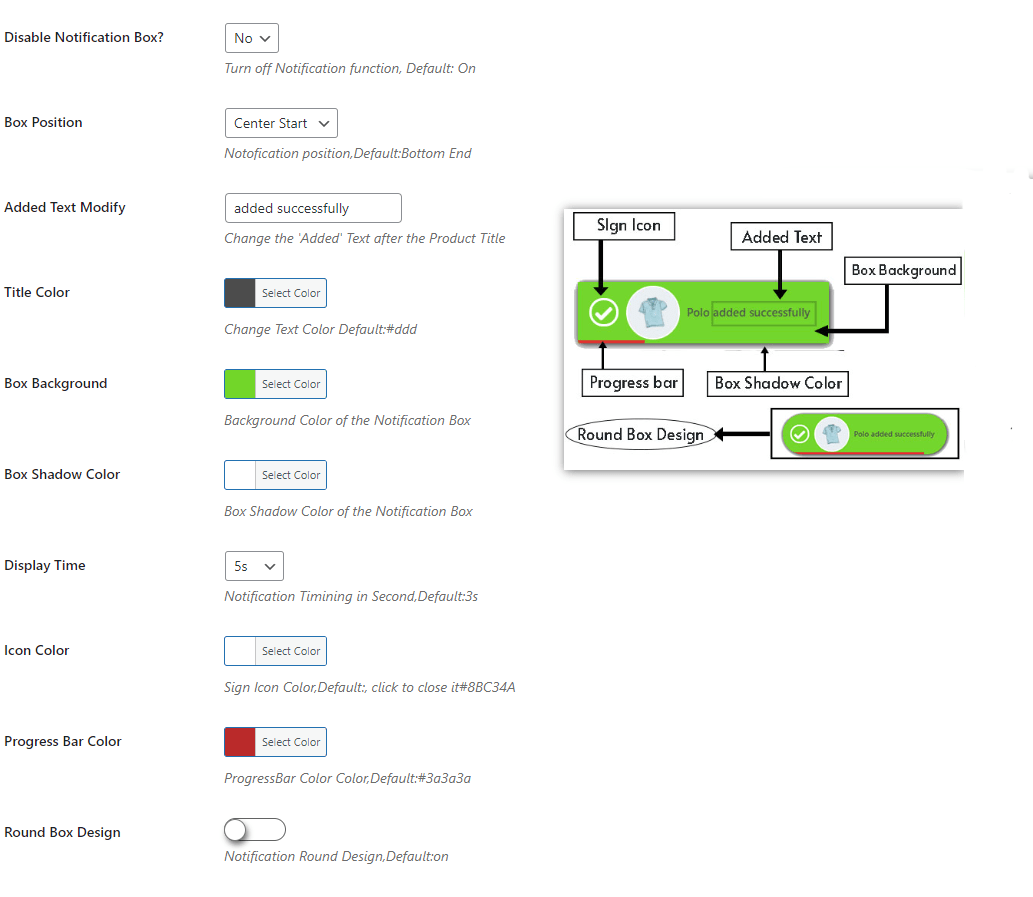 Disable Notification Box?
No
Turn off Notification function, Default: On
Box Position
Center Start
Notofication position,Default:Bottom End
Added Text Modify
added successfully
Change the 'Added' Text after the Product Title
Title Color
Select Color
Change Text Color Default:#ddd
Box Background
Select Color
Background Color of the Notification Box
Box Shadow Color
Select Color
Box Shadow Color of the Notification Box
Display Time
5s
Notification Timining in Second,Default:3s
Icon Color
Select Color
Sign Icon Color,Default:, click to close it#8BC34A
Progress Bar Color
Select Color
ProgressBar Color Color,Default:#3a3a3a
Round Box Design
Notification Round Design,Default:on
SIgn Icon
Added Text
Box Background
Polo added successfully
Progress bar
Box Shadow Color
Round Box Design
Polo added successfully